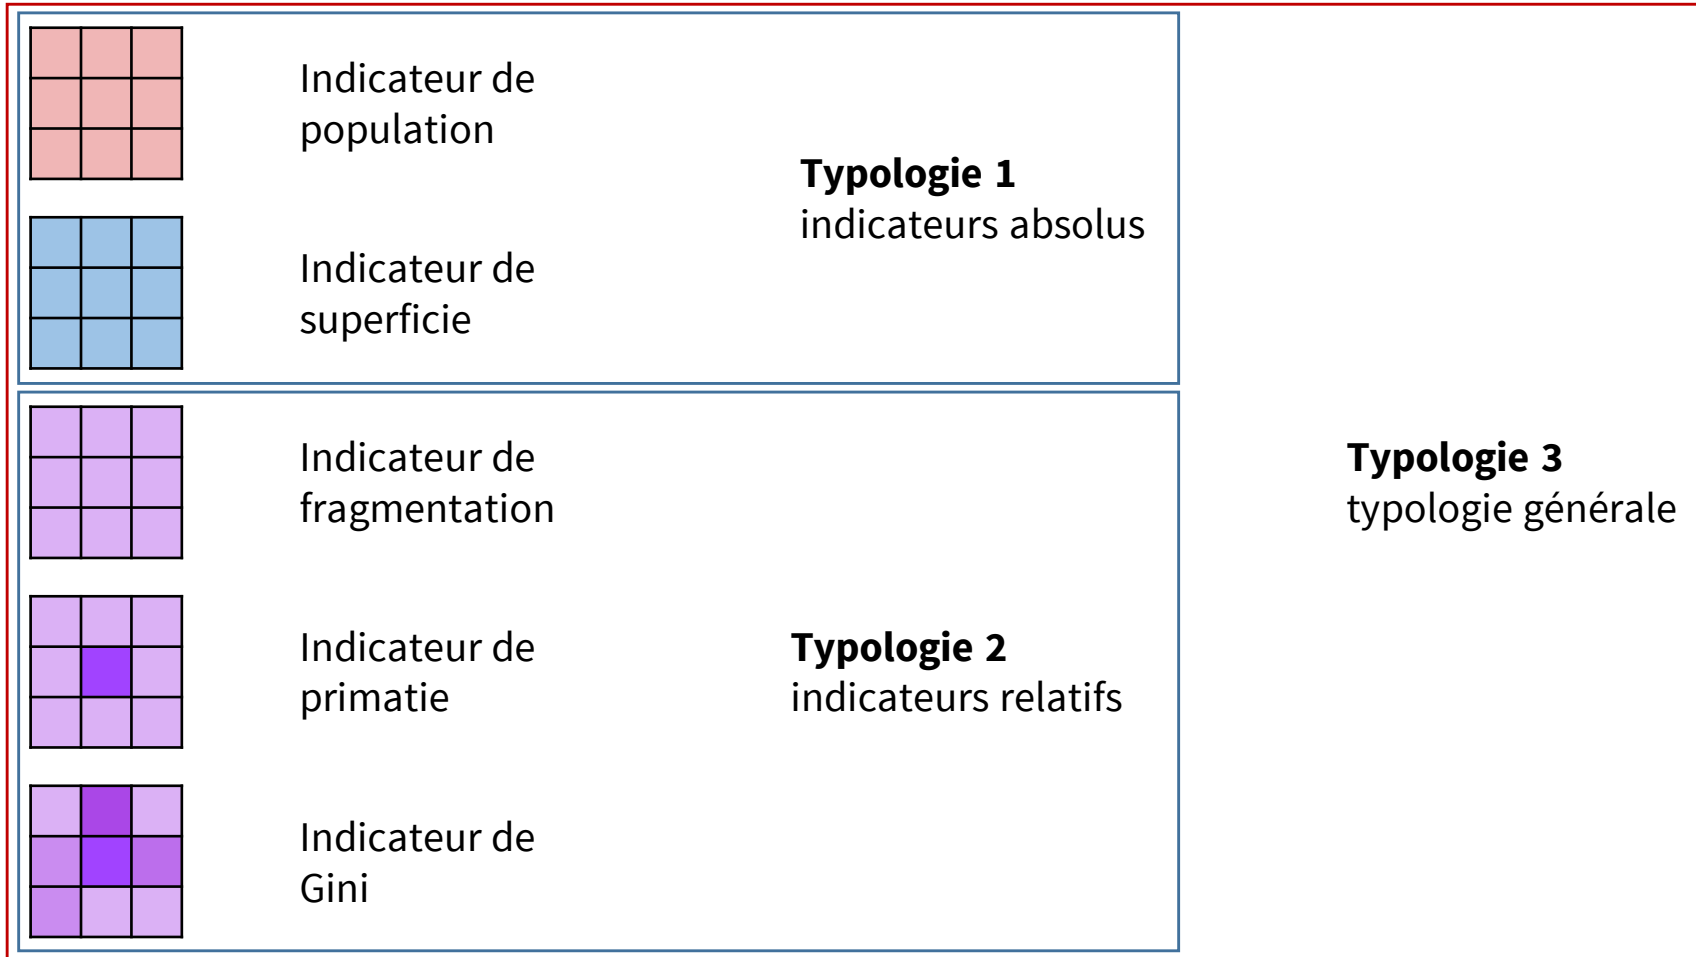 Indicateur de
population
Typologie 1
indicateurs absolus
Indicateur de
superficie
Indicateur de
fragmentation
Typologie 3
typologie générale
Indicateur de
primatie
Typologie 2
indicateurs relatifs
Indicateur de
Gini